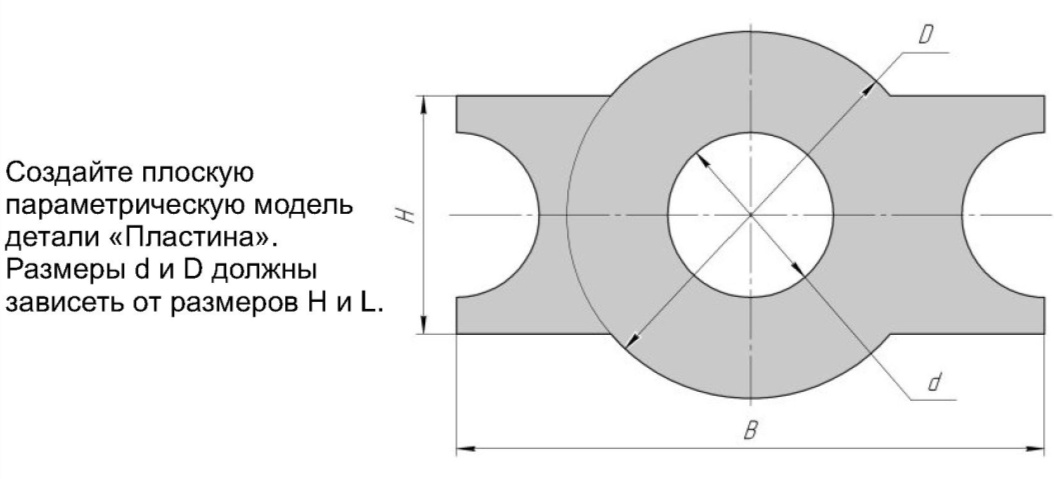 Создайте плоскую
параметрическую модель
детали «Пластина».
Размеры d и D должны
зависеть от размеров H и L.
D
H
d
B